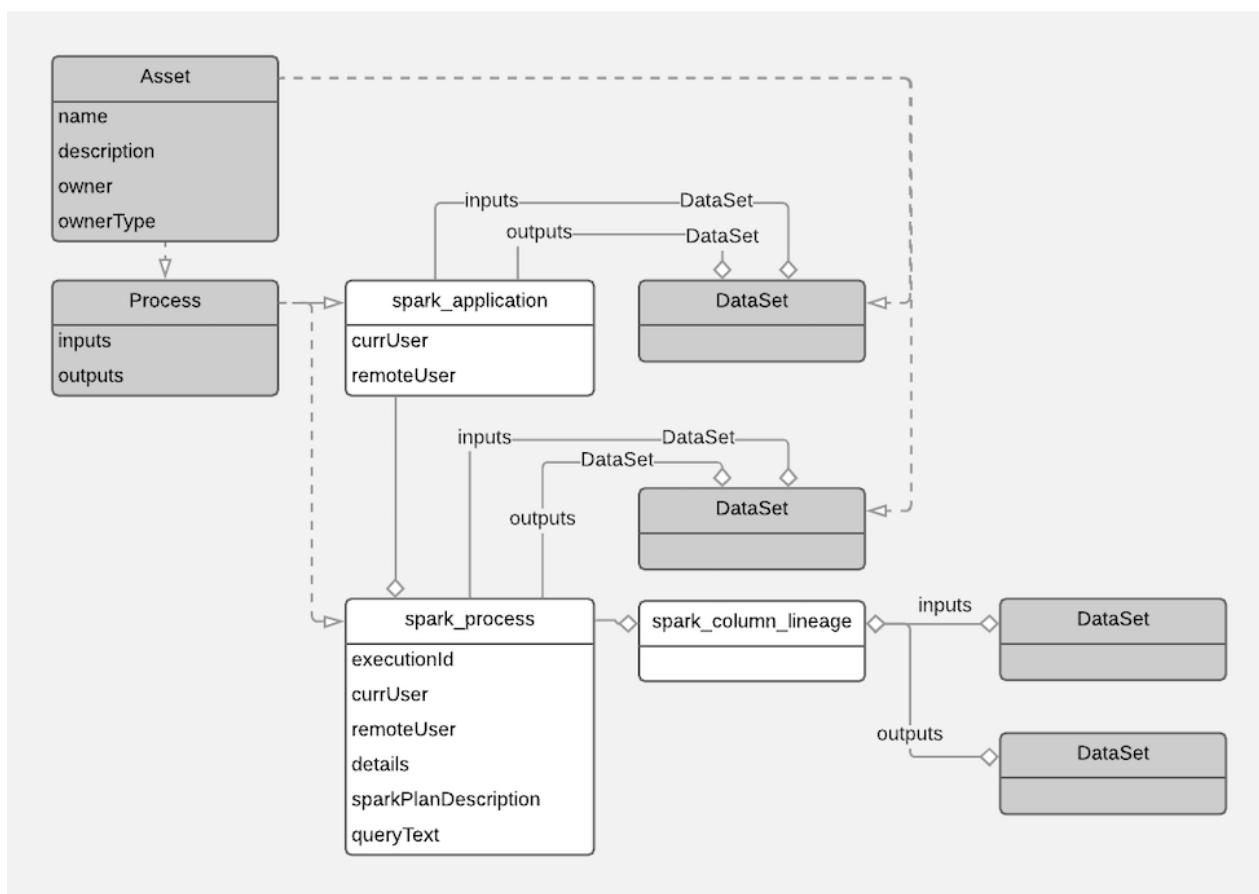 Asset
name
description
owner
ownerType
inputs
DataSet
outputs
DataSet
Process
inputs
outputs
spark_application
currUser
remoteUser
DataSet
inputs
DataSet
DataSet
outputs
DataSet
spark_process
executionId
currUser
remoteUser
details
sparkPlanDescription
queryText
spark_column_lineage
inputs
DataSet
outputs
DataSet